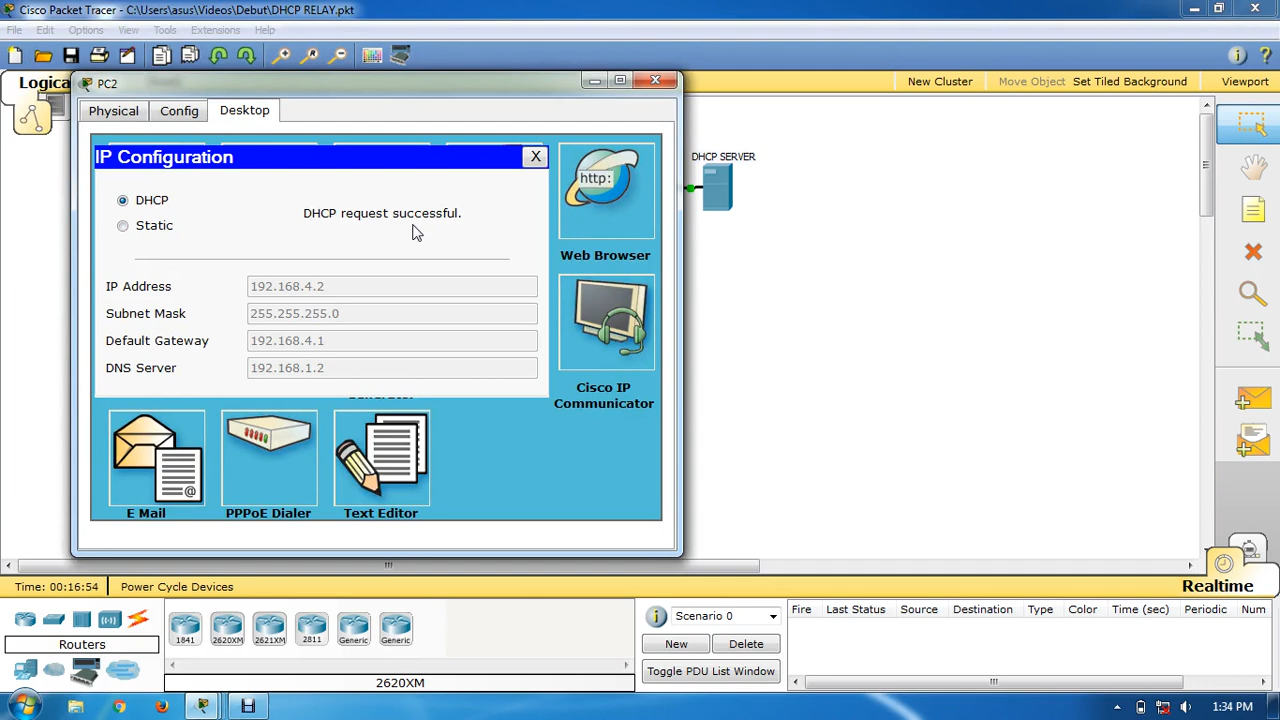 Cisco Packet Tracer - C:\Users\asus\Videos\Debut\DHCP RELAY.pkt
File Edit Options View Tools Extensions Help
Logica
New Cluster Move Object Set Tiled Background Viewport
PC2
Physical Config Desktop
IP Configuration X
DHCP
Static
DHCP request successful.
IP Address 192.168.4.2
Subnet Mask 255.255.255.0
Default Gateway 192.168.4.1
DNS Server 192.168.1.2
http:
Web Browser
Cisco IP
Communicator
E Mail PPPoE Dialer Text Editor
DHCP SERVER
Time: 00:16:54 Power Cycle Devices
Realtime
Routers
1841 2620XM 2621XM 2811 Generic Generic
2620XM
Scenario 0
New Delete
Toggle PDU List Window
Fire Last Status Source Destination Type Color Time (sec) Periodic Num
1:34 PM